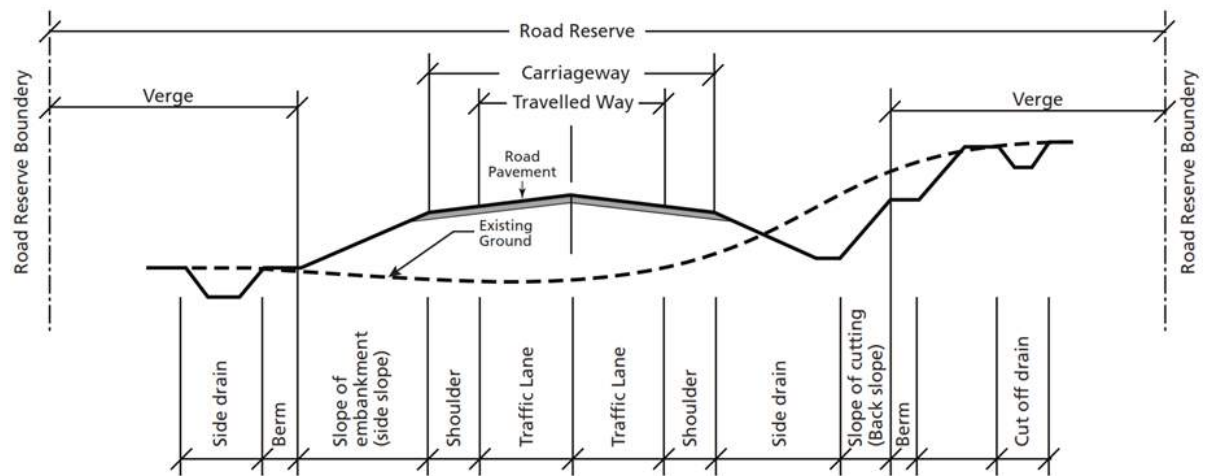 Road Reserve
Carriageway
Travelled Way
Verge
Verge
Road Reserve Boundery
Road Reserve Boundery
Road
Pavement
Existing
Ground
Side drain
Berm
Slope of
embankment
(side slope)
Shoulder
Traffic Lane
Traffic Lane
Shoulder
Side drain
Slope of cutting
(Back slope)
Berm
Cut off drain